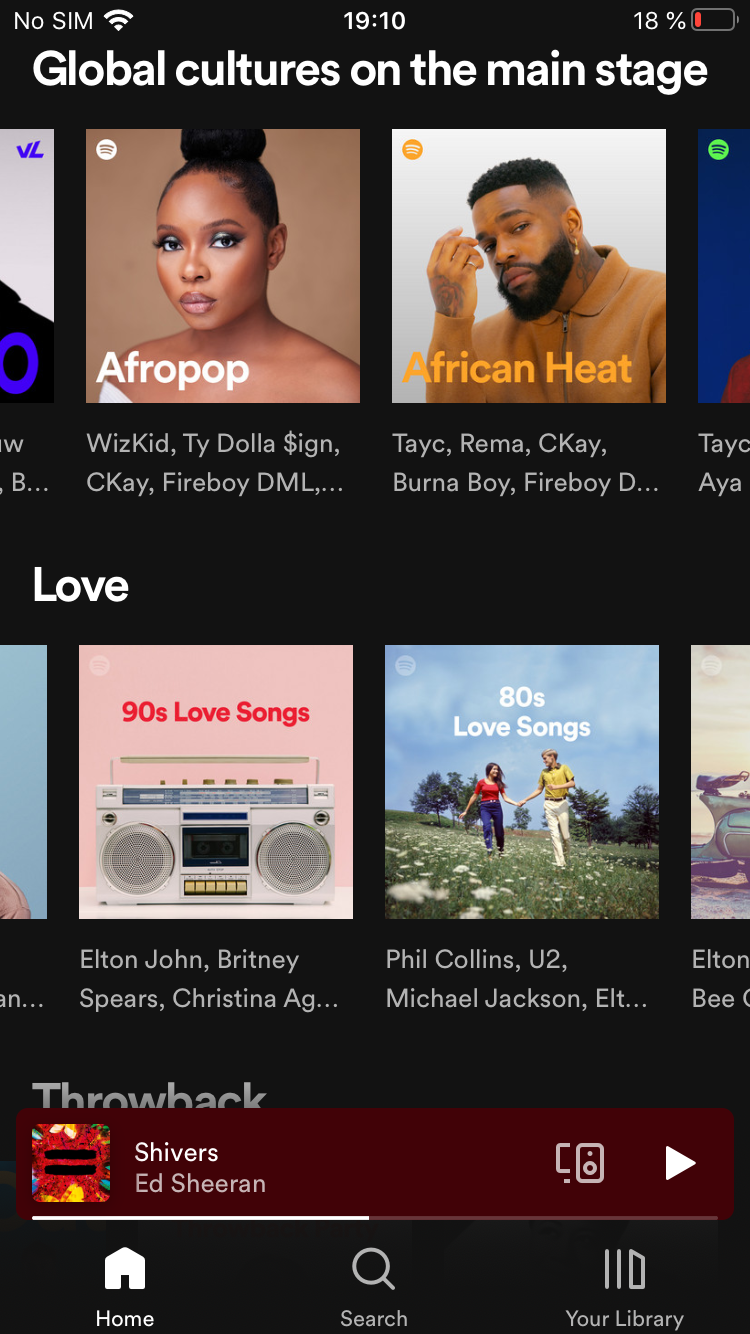 No SIM 19:10 18 %
Global cultures on the main stage
vL
Afropop
African Heat
WizKid, Ty Dolla $ign,
CKay, Fireboy DML,...
Tayc, Rema, CKay,
Burna Boy, Fireboy D...
Tayc
Aya
Love
90s Love Songs
80s
Love Songs
Elton John, Britney
Spears, Christina Ag...
Phil Collins, U2,
Michael Jackson, Elt...
Elton
Bee
Throwback
Shivers
Ed Sheeran
Home
Search
Your Library